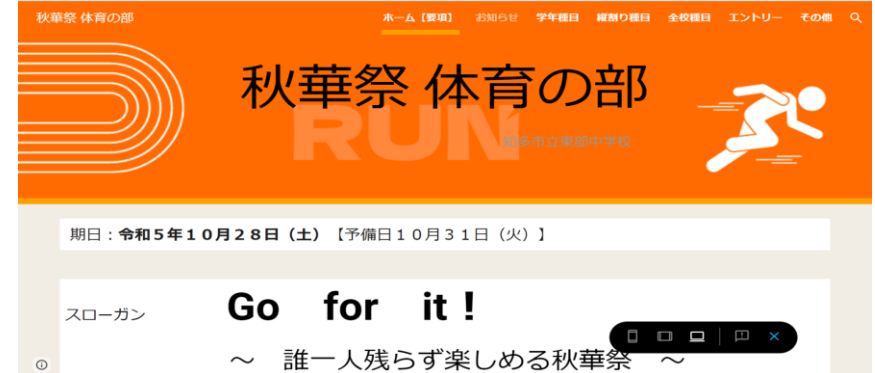 秋華祭 体育の部
ホーム【要項】 お知らせ 学年種目 縦割り種目 全校種目 エントリー その他
秋華祭 体育の部
RUN
知多市立東部中学校
期日：令和５年１０月２８日（土）【予備日１０月３１日（火）】
スローガン Go for it！
～ 誰一人残らず楽しめる秋華祭 ～